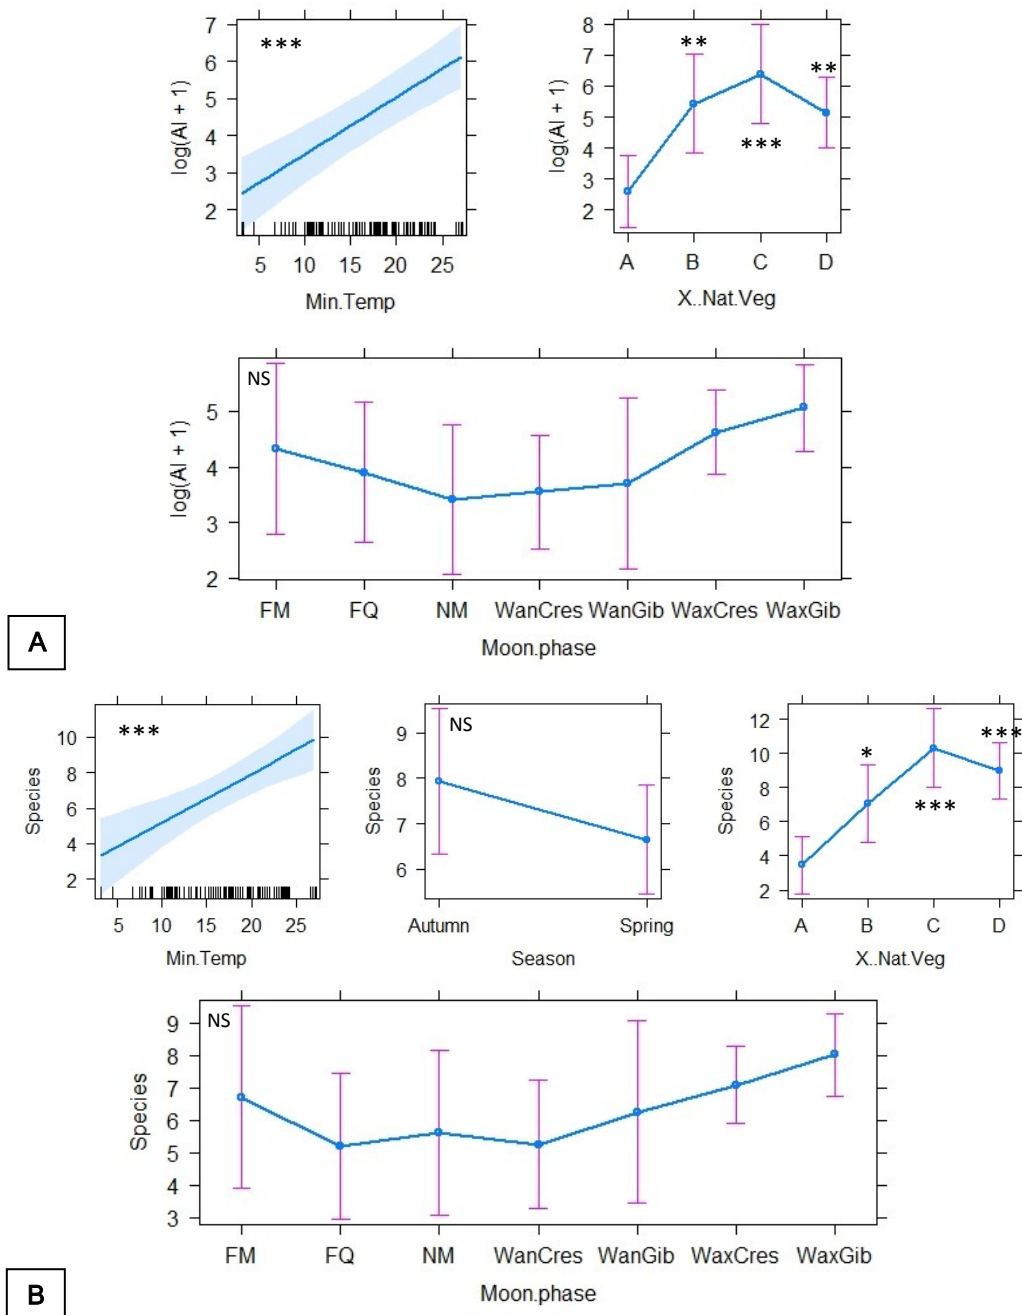 7
6
5
4
3
2
log(AI + 1)
***
5 10 15 20 25
Min.Temp
8
7
6
5
4
3
2
log(AI + 1)
**
***
**
A B C D
X..Nat.Veg
5
4
3
2
log(AI + 1)
NS
FM FQ NM WanCres WanGib WaxCres WaxGib
Moon.phase
A
10
8
6
4
2
Species
***
5 10 15 20 25
Min.Temp
9
8
7
6
Species
NS
Autumn Spring
Season
12
10
8
6
4
2
Species
*
***
***
A B C D
X..Nat.Veg
9
8
7
6
5
4
3
Species
NS
FM FQ NM WanCres WanGib WaxCres WaxGib
Moon.phase
B